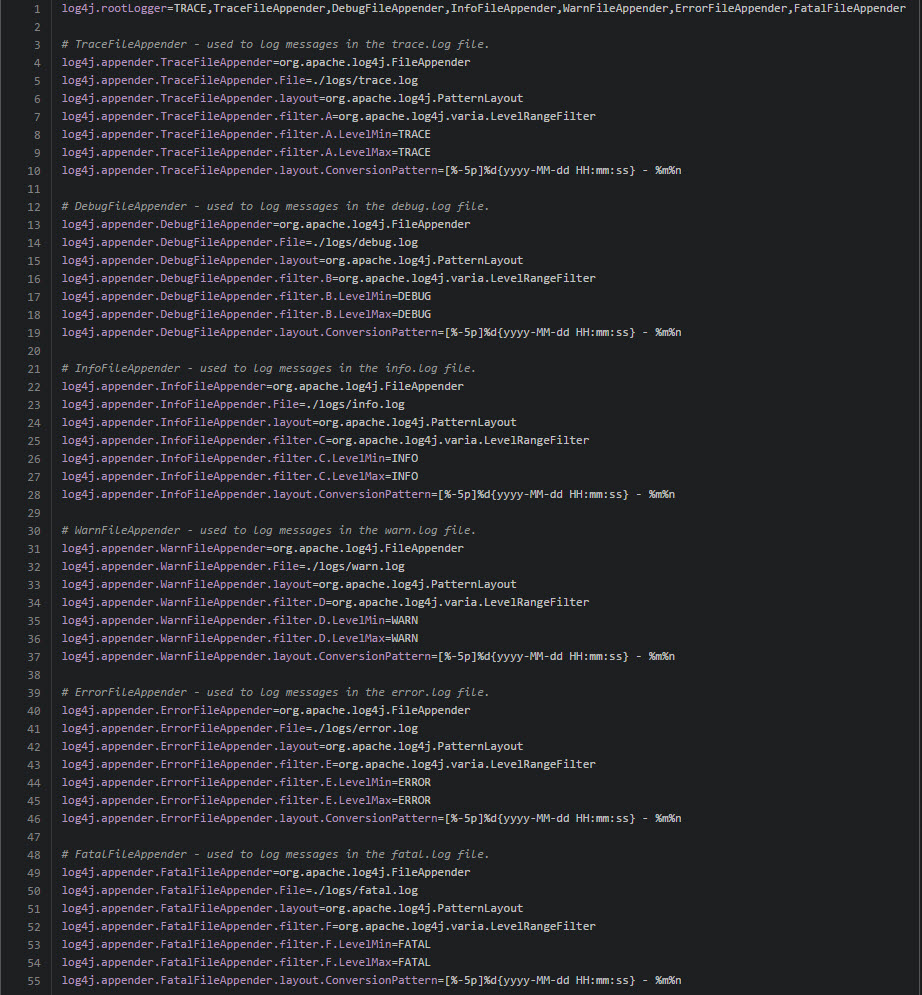 1 log4j.rootLogger=TRACE,TraceFileAppender,DebugFileAppender,InfoFileAppender,WarnFileAppender,ErrorFileAppender,FatalFileAppender
2
3 # TraceFileAppender - used to log messages in the trace.log file.
4 log4j.appender.TraceFileAppender=org.apache.log4j.FileAppender
5 log4j.appender.TraceFileAppender.File=./logs/trace.log
6 log4j.appender.TraceFileAppender.layout=org.apache.log4j.PatternLayout
7 log4j.appender.TraceFileAppender.filter.A=org.apache.log4j.varia.LevelRangeFilter
8 log4j.appender.TraceFileAppender.filter.A.LevelMin=TRACE
9 log4j.appender.TraceFileAppender.filter.A.LevelMax=TRACE
10 log4j.appender.TraceFileAppender.layout.ConversionPattern=[%-5p]%d{yyyy-MM-dd HH:mm:ss} - %m%n
11
12 # DebugFileAppender - used to log messages in the debug.log file.
13 log4j.appender.DebugFileAppender=org.apache.log4j.FileAppender
14 log4j.appender.DebugFileAppender.File=./logs/debug.log
15 log4j.appender.DebugFileAppender.layout=org.apache.log4j.PatternLayout
16 log4j.appender.DebugFileAppender.filter.B=org.apache.log4j.varia.LevelRangeFilter
17 log4j.appender.DebugFileAppender.filter.B.LevelMin=DEBUG
18 log4j.appender.DebugFileAppender.filter.B.LevelMax=DEBUG
19 log4j.appender.DebugFileAppender.layout.ConversionPattern=[%-5p]%d{yyyy-MM-dd HH:mm:ss} - %m%n
20
21 # InfoFileAppender - used to log messages in the info.log file.
22 log4j.appender.InfoFileAppender=org.apache.log4j.FileAppender
23 log4j.appender.InfoFileAppender.File=./logs/info.log
24 log4j.appender.InfoFileAppender.layout=org.apache.log4j.PatternLayout
25 log4j.appender.InfoFileAppender.filter.C=org.apache.log4j.varia.LevelRangeFilter
26 log4j.appender.InfoFileAppender.filter.C.LevelMin=INFO
27 log4j.appender.InfoFileAppender.filter.C.LevelMax=INFO
28 log4j.appender.InfoFileAppender.layout.ConversionPattern=[%-5p]%d{yyyy-MM-dd HH:mm:ss} - %m%n
29
30 # WarnFileAppender - used to log messages in the warn.log file.
31 log4j.appender.WarnFileAppender=org.apache.log4j.FileAppender
32 log4j.appender.WarnFileAppender.File=./logs/warn.log
33 log4j.appender.WarnFileAppender.layout=org.apache.log4j.PatternLayout
34 log4j.appender.WarnFileAppender.filter.D=org.apache.log4j.varia.LevelRangeFilter
35 log4j.appender.WarnFileAppender.filter.D.LevelMin=WARN
36 log4j.appender.WarnFileAppender.filter.D.LevelMax=WARN
37 log4j.appender.WarnFileAppender.layout.ConversionPattern=[%-5p]%d{yyyy-MM-dd HH:mm:ss} - %m%n
38
39 # ErrorFileAppender - used to log messages in the error.log file.
40 log4j.appender.ErrorFileAppender=org.apache.log4j.FileAppender
41 log4j.appender.ErrorFileAppender.File=./logs/error.log
42 log4j.appender.ErrorFileAppender.layout=org.apache.log4j.PatternLayout
43 log4j.appender.ErrorFileAppender.filter.E=org.apache.log4j.varia.LevelRangeFilter
44 log4j.appender.ErrorFileAppender.filter.E.LevelMin=ERROR
45 log4j.appender.ErrorFileAppender.filter.E.LevelMax=ERROR
46 log4j.appender.ErrorFileAppender.layout.ConversionPattern=[%-5p]%d{yyyy-MM-dd HH:mm:ss} - %m%n
47
48 # FatalFileAppender - used to log messages in the fatal.log file.
49 log4j.appender.FatalFileAppender=org.apache.log4j.FileAppender
50 log4j.appender.FatalFileAppender.File=./logs/fatal.log
51 log4j.appender.FatalFileAppender.layout=org.apache.log4j.PatternLayout
52 log4j.appender.FatalFileAppender.filter.F=org.apache.log4j.varia.LevelRangeFilter
53 log4j.appender.FatalFileAppender.filter.F.LevelMin=FATAL
54 log4j.appender.FatalFileAppender.filter.F.LevelMax=FATAL
55 log4j.appender.FatalFileAppender.layout.ConversionPattern=[%-5p]%d{yyyy-MM-dd HH:mm:ss} - %m%n